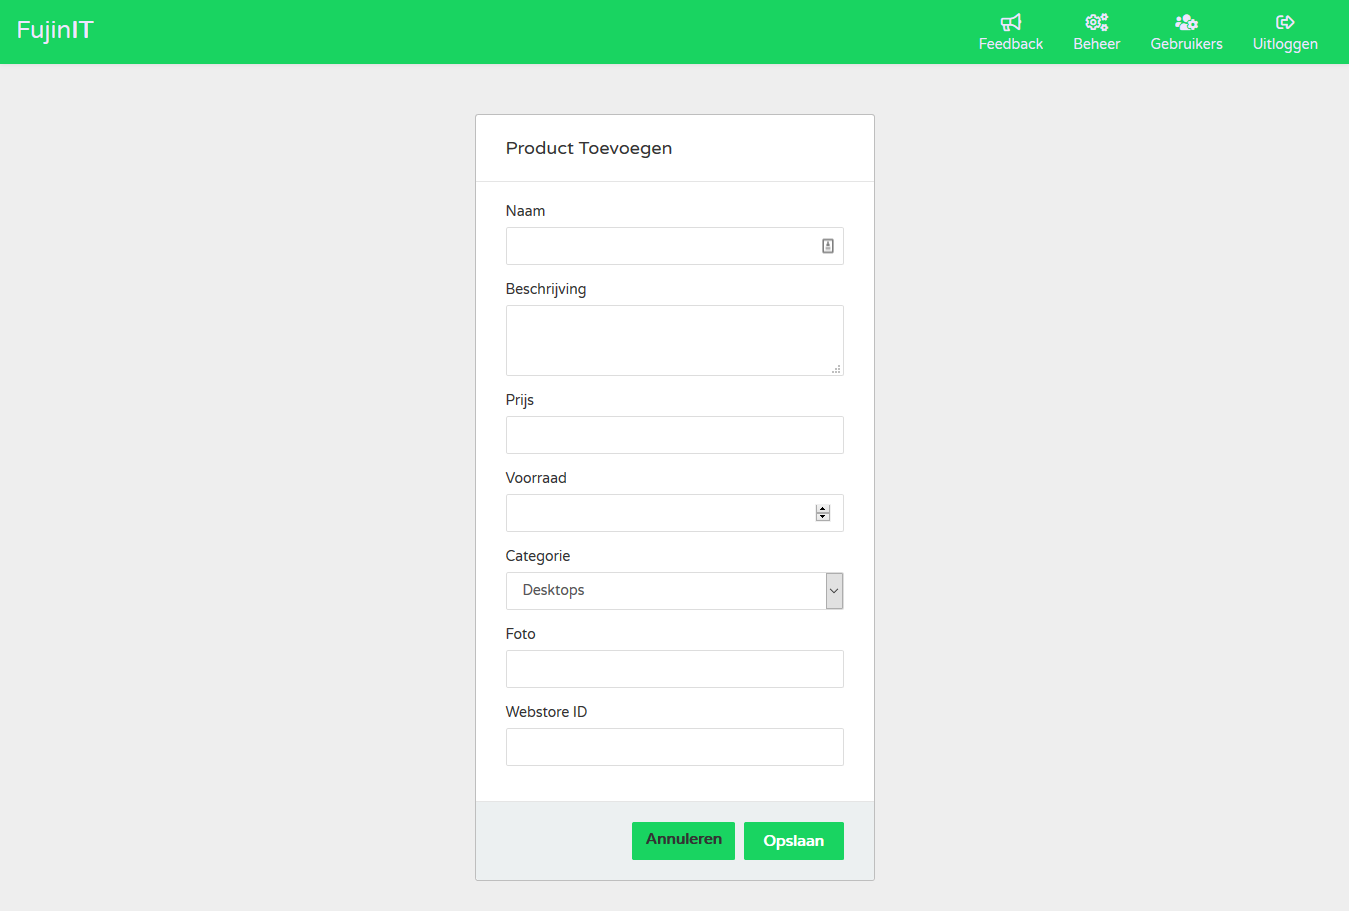 FujinIT
Feedback
Beheer
Gebruikers
Uitloggen
Product Toevoegen
Naam
Beschrijving
Prijs
Voorraad
Categorie
Desktops
Foto
Webstore ID
Annuleren
Opslaan